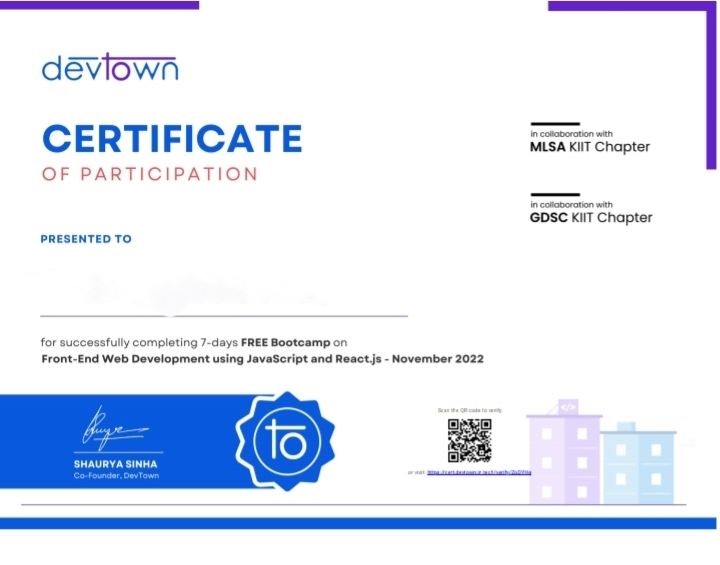 devtown
CERTIFICATE
OF PARTICIPATION
in collaboration with
MLSA KIIT Chapter
in collaboration with
GDSC KIIT Chapter
PRESENTED TO
for successfully completing 7-days FREE Bootcamp on
Front-End Web Development using JavaScript and React.js - November 2022
SHAURYA SINHA
Co-Founder, DevTown
to
Scan the QR code to verify
or visit
</>